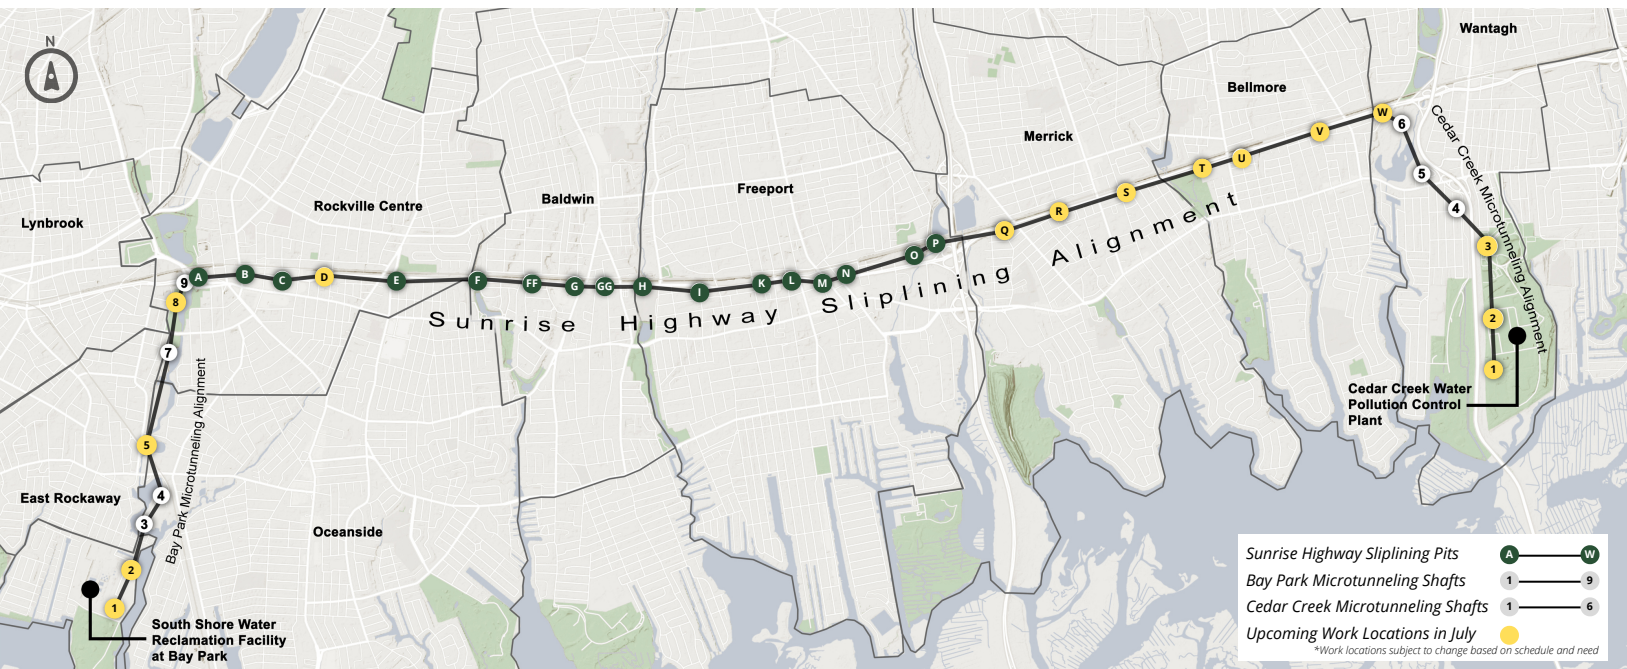 N
Wantagh
Bellmore
Merrick
Freeport
Baldwin
Rockville Centre
Lynbrook
East Rockaway
Oceanside
9
A
B
C
D
E
F
FF
G
GG
H
I
K
L
M
N
O
P
Q
R
S
T
U
V
W
6
5
4
3
2
1
8
7
5
4
3
2
1
Sunrise Highway Sliplining Alignment
Cedar Creek Microtunneling Alignment
Bay Park Microtunneling Alignment
Cedar Creek Water
Pollution Control
Plant
South Shore Water
Reclamation Facility
at Bay Park
Sunrise Highway Sliplining Pits A W
Bay Park Microtunneling Shafts 1 9
Cedar Creek Microtunneling Shafts 1 6
Upcoming Work Locations in July
*Work locations subject to change based on schedule and need